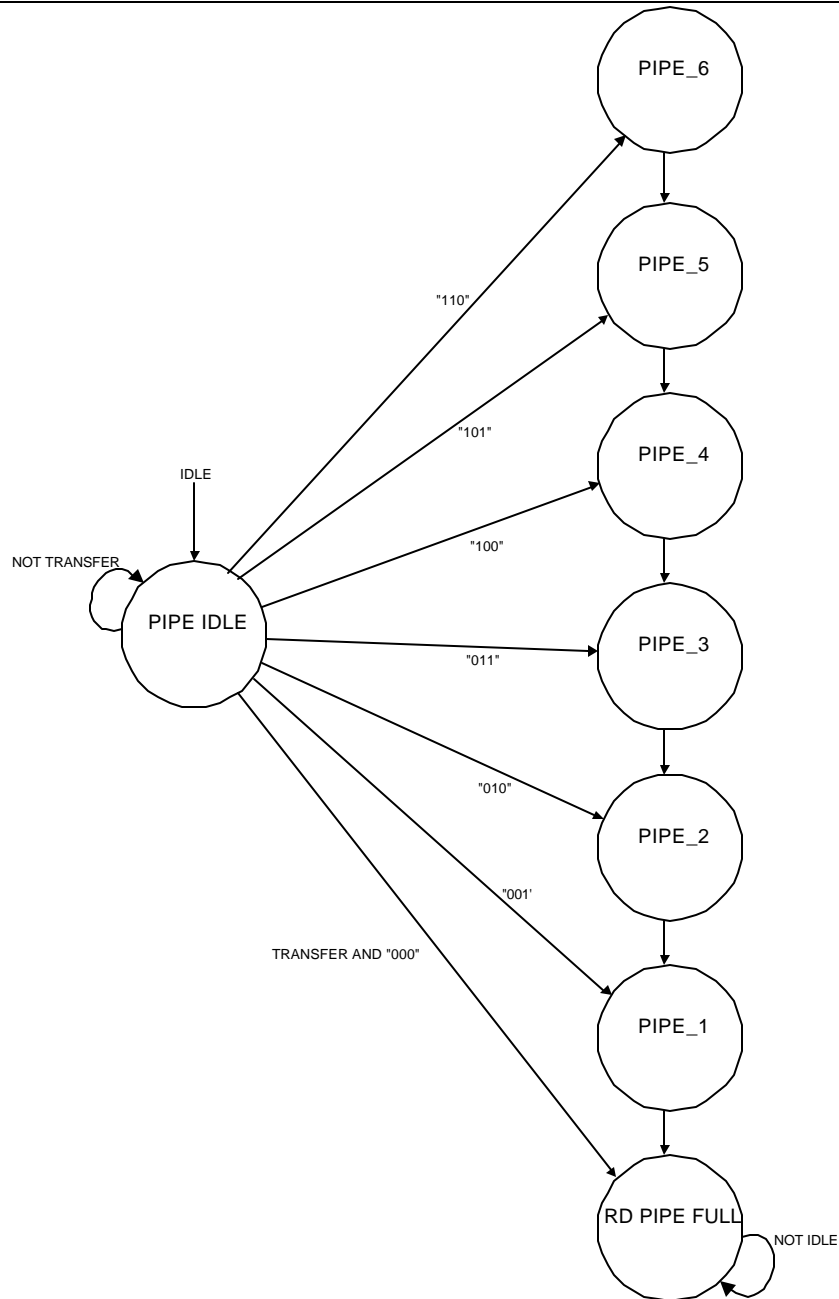 PIPE_6
PIPE_5
"110"
"101"
PIPE_4
IDLE
"100"
NOT TRANSFER
PIPE IDLE
PIPE_3
"011"
"010"
PIPE_2
"001'
TRANSFER AND "000"
PIPE_1
RD PIPE FULL
NOT IDLE